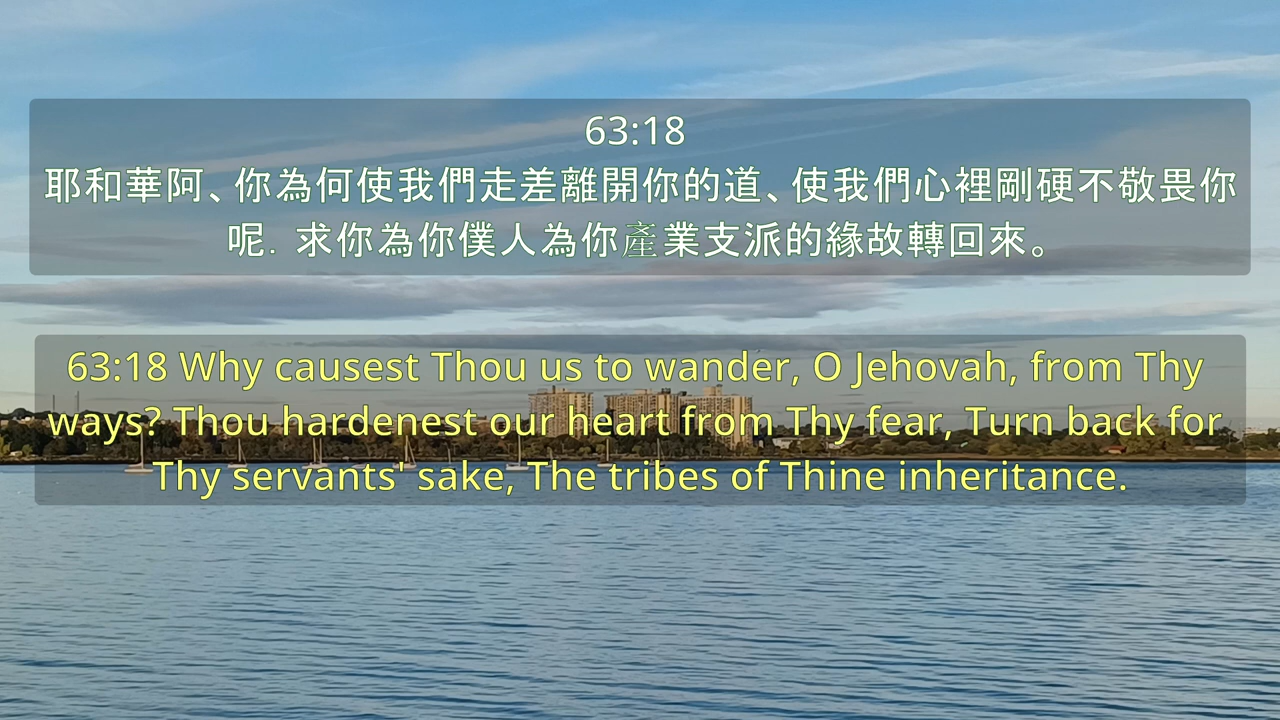 63:18
耶和華阿、你為何使我們走差離開你的道、使我們心裡剛硬不敬畏你
呢. 求你為你僕人為你產業支派的緣故轉回來。
63:18 Why causest Thou us to wander, O Jehovah, from Thy
ways? Thou hardenest our heart from Thy fear, Turn back for
Thy servants' sake, The tribes of Thine inheritance.